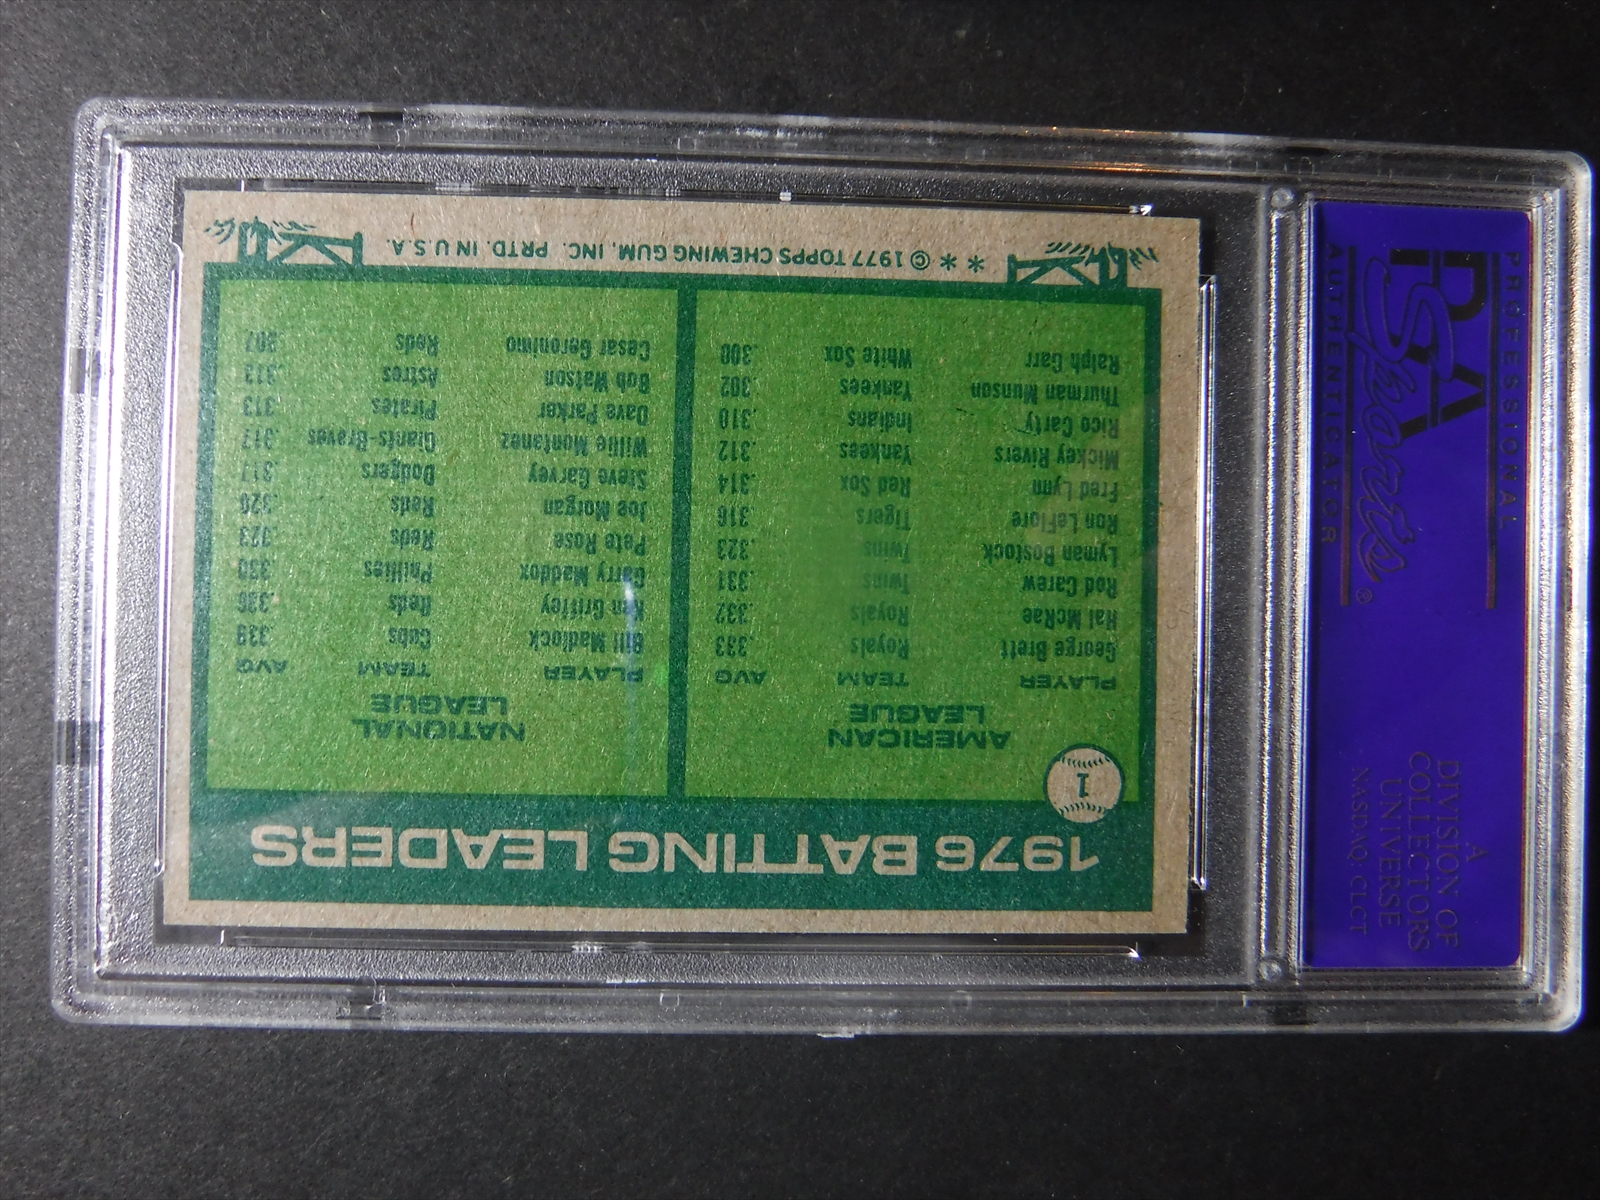 1976 BATTING LEADERS
1
AMERICAN
LEAGUE
PLAYER TEAM AVG
George Brett Royals .333
Hal McRae Royals .332
Rod Carew Twins .331
Lyman Bostock Twins .323
Ron LeFlore Tigers .316
Fred Lynn Red Sox .314
Mickey Rivers Yankees .312
Rico Carty Indians .310
Thurman Munson Yankees .302
Ralph Garr White Sox .300
NATIONAL
LEAGUE
PLAYER TEAM AVG
Bill Madlock Cubs .339
Ken Griffey Reds .336
Garry Maddox Phillies .330
Pete Rose Reds .323
Joe Morgan Reds .320
Steve Garvey Dodgers .317
Willie Montanez Giants-Braves .317
Dave Parker Pirates .313
Bob Watson Astros .313
Cesar Geronimo Reds .307
* * © 1977 TOPPS CHEWING GUM, INC. PRTD. IN U.S.A.
PROFESSIONAL
PSA
Sports®
AUTHENTICATOR
A
DIVISION OF
COLLECTORS
UNIVERSE
NASDAQ: CLCT